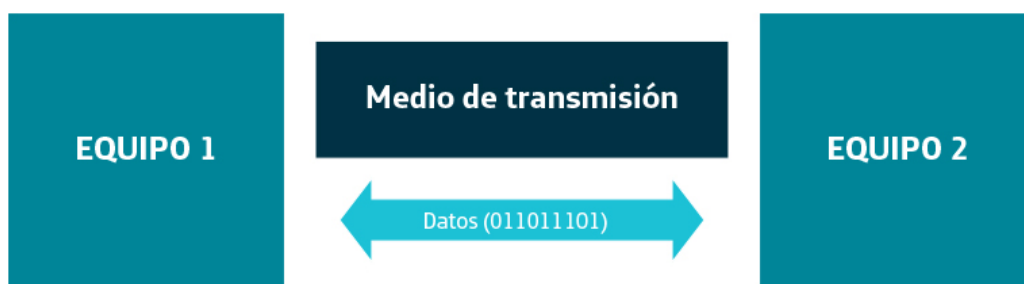 EQUIPO 1
Medio de transmisión
Datos (011011101)
EQUIPO 2